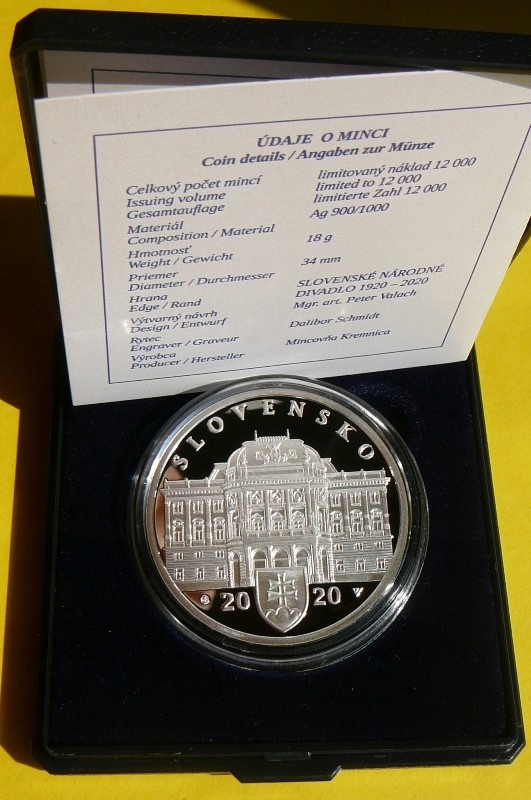 ÚDAJE O MINCI
Coin details / Angaben zur Münze
Celkový počet mincí limitovaný náklad 12 000
Issuing volume limited to 12 000
Gesamtauflage limitierte Zahl 12 000
Materiál
Composition / Material Ag 900/1000
Hmotnosť
Weight / Gewicht 18 g
Priemer
Diameter / Durchmesser 34 mm
Hrana SLOVENSKÉ NÁRODNÉ
Edge / Rand DIVADLO 1920 – 2020
Výtvarný návrh Mgr. art. Peter Valach
Design / Entwurf
Rytec Dalibor Schmidt
Engraver / Graveur
Výrobca Mincovňa Kremnica
Producer / Hersteller
SLOVENSKO
2020